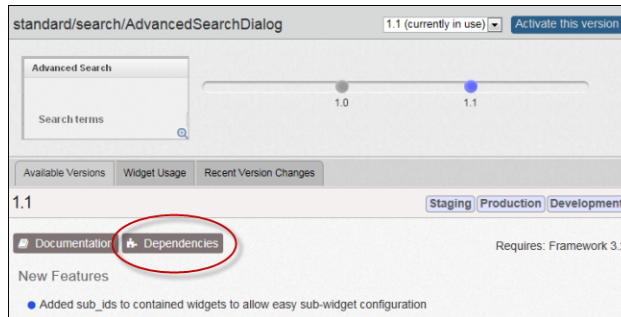 standard/search/AdvancedSearchDialog
1.1 (currently in use)
Activate this version
Advanced Search
Search terms
1.0
1.1
Available Versions
Widget Usage
Recent Version Changes
1.1
Staging
Production
Development
Documentation
Dependencies
Requires: Framework 3.
New Features
Added sub_ids to contained widgets to allow easy sub-widget configuration